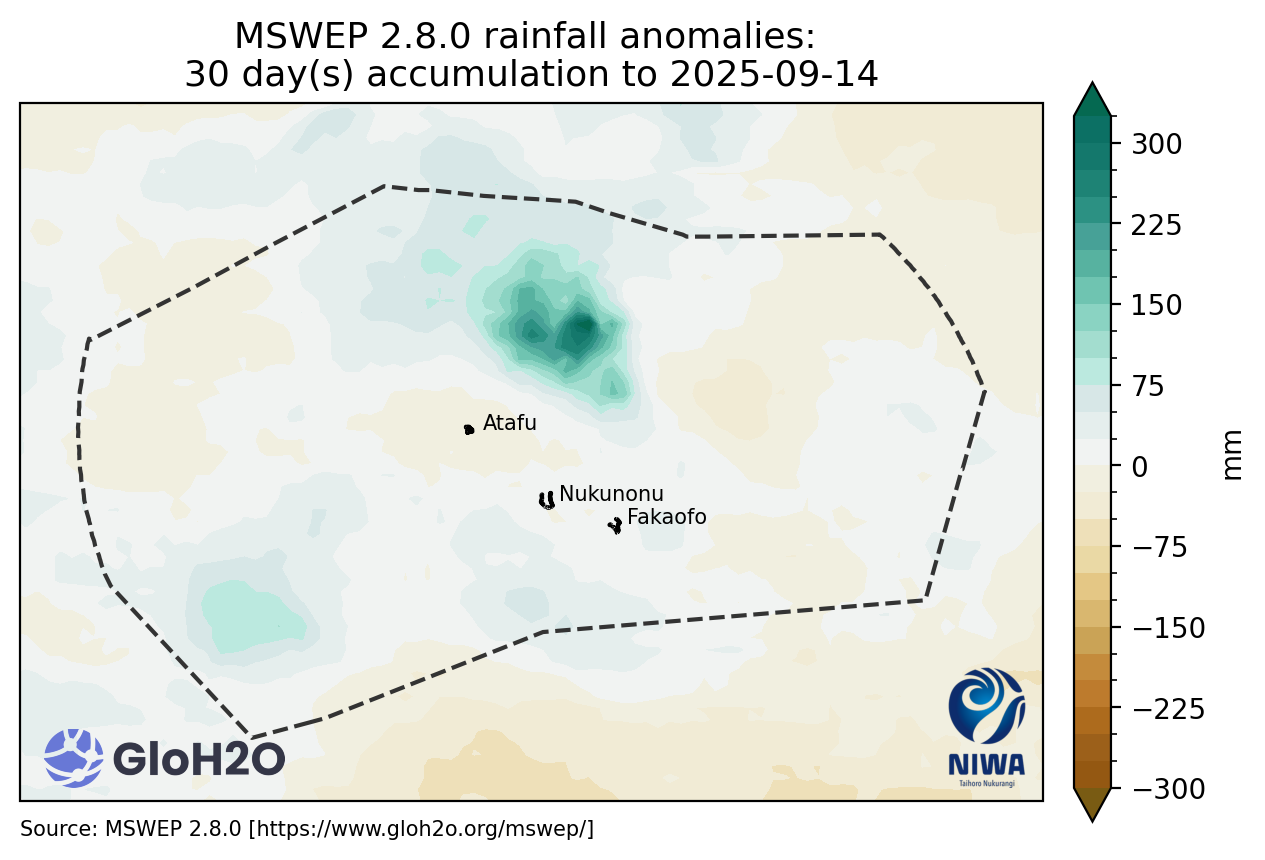 MSWEP 2.8.0 rainfall anomalies:
30 day(s) accumulation to 2025-09-14
300
225
150
75
0
−75
−150
−225
−300
mm
Atafu
Nukunonu
Fakaofo
GloH2O
NIWA
Taihoro Nukurangi
Source: MSWEP 2.8.0 [https://www.gloh2o.org/mswep/]